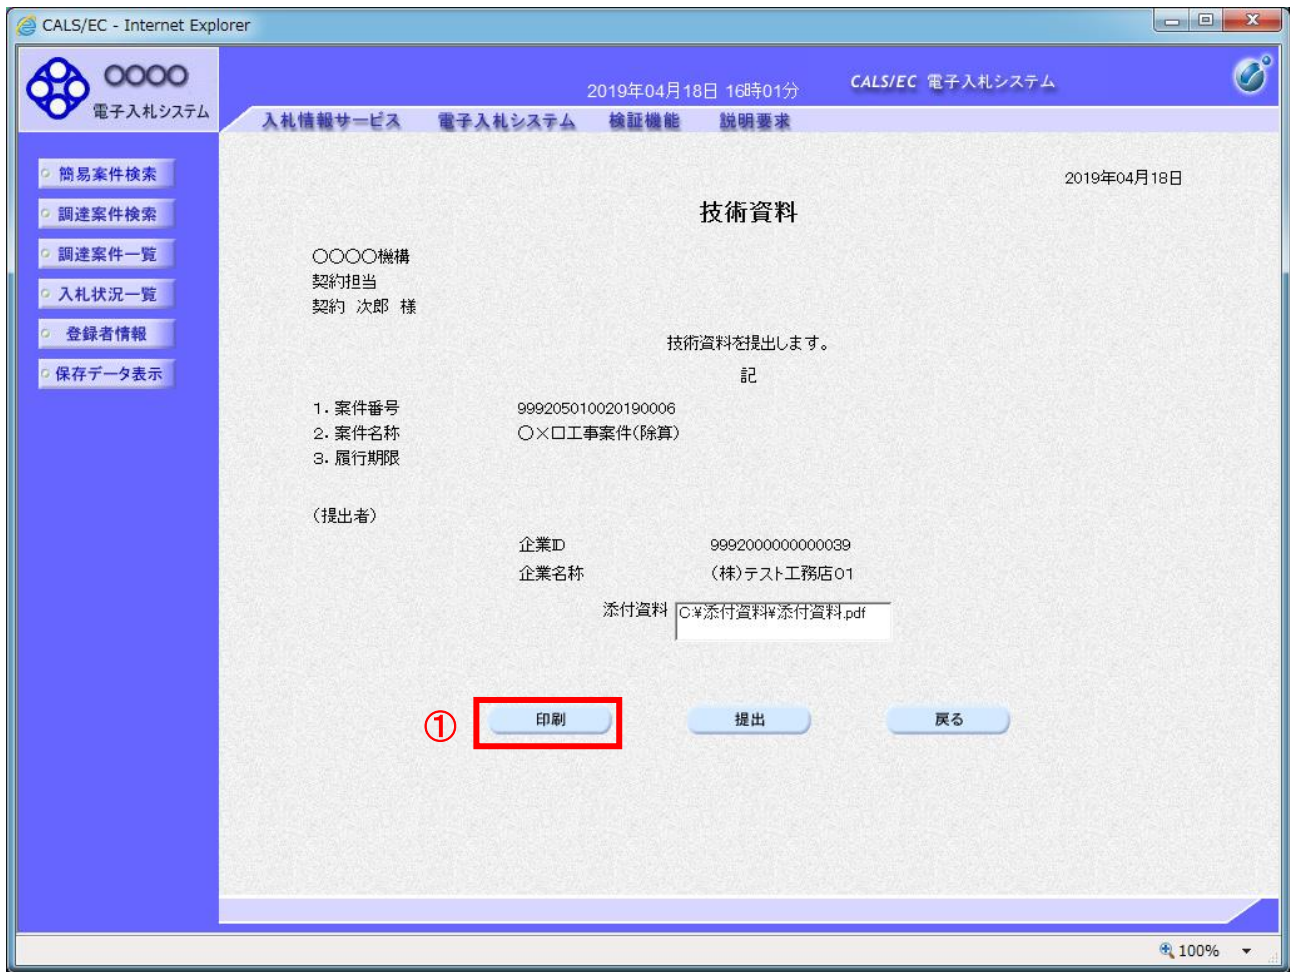 CALS/EC - Internet Explorer
○○○○
電子入札システム
2019年04月18日 16時01分
CALS/EC 電子入札システム
入札情報サービス 電子入札システム 検証機能 説明要求
簡易案件検索
調達案件検索
調達案件一覧
入札状況一覧
登録者情報
保存データ表示
2019年04月18日
技術資料
○○○○機構
契約担当
契約 次郎 様
技術資料を提出します。
記
1. 案件番号 999205010020190006
2. 案件名称 ○×□工事案件(除算)
3. 履行期限
(提出者)
企業ID 9992000000000039
企業名称 (株)テスト工務店01
添付資料 C:¥添付資料¥添付資料.pdf
① 印刷 提出 戻る
100%